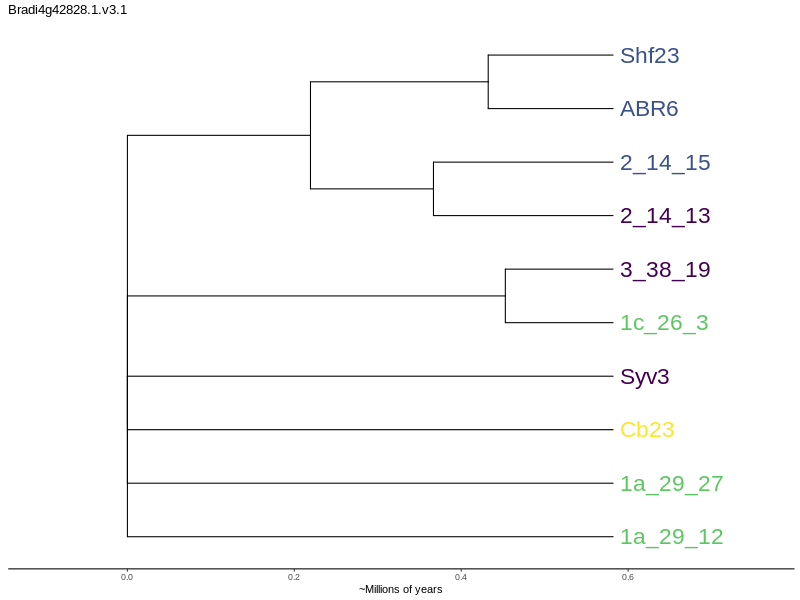 Bradi4g42828.1.v3.1
Shf23
ABR6
2_14_15
2_14_13
3_38_19
1c_26_3
Syv3
Cb23
1a_29_27
1a_29_12
0.0 0.2 0.4 0.6
~Millions of years